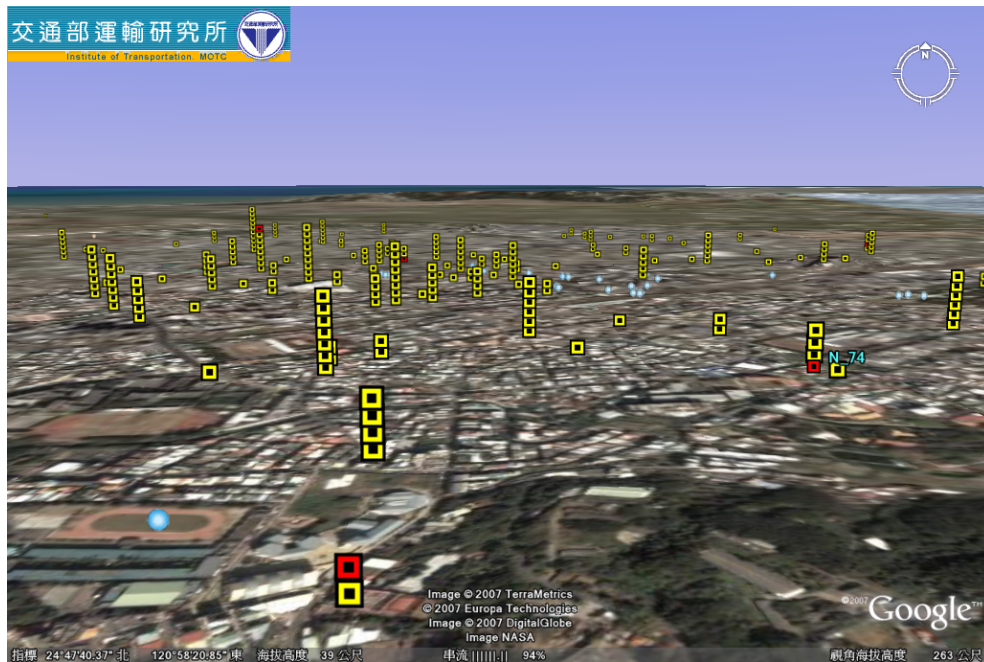 交通部運輸研究所
Institute of Transportation. MOTC
N
N_74
Image © 2007 TerraMetrics
© 2007 Europa Technologies
Image © 2007 DigitalGlobe
Image NASA
©2007 Google™
指標 24°47'40.37" 北 120°58'20.85" 東 海拔高度 39 公尺 串流 ||||||.|| 94% 視角海拔高度 263 公尺